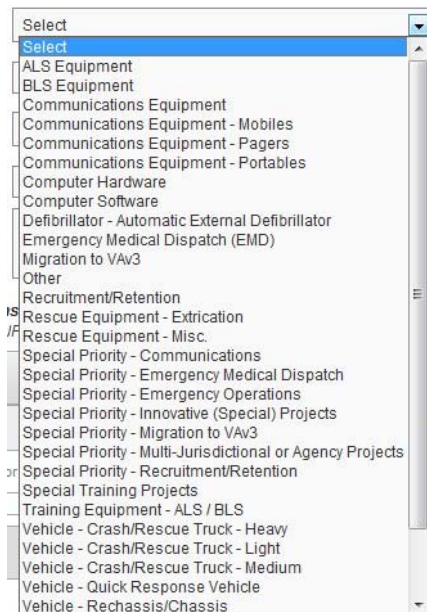 Select
Select
ALS Equipment
BLS Equipment
Communications Equipment
Communications Equipment - Mobiles
Communications Equipment - Pagers
Communications Equipment - Portables
Computer Hardware
Computer Software
Defibrillator - Automatic External Defibrillator
Emergency Medical Dispatch (EMD)
Migration to VAv3
Other
Recruitment/Retention
Rescue Equipment - Extrication
Rescue Equipment - Misc.
Special Priority - Communications
Special Priority - Emergency Medical Dispatch
Special Priority - Emergency Operations
Special Priority - Innovative (Special) Projects
Special Priority - Migration to VAv3
Special Priority - Multi-Jurisdictional or Agency Projects
Special Priority - Recruitment/Retention
Special Training Projects
Training Equipment - ALS / BLS
Vehicle - Crash/Rescue Truck - Heavy
Vehicle - Crash/Rescue Truck - Light
Vehicle - Crash/Rescue Truck - Medium
Vehicle - Quick Response Vehicle
Vehicle - Rechassis/Chassis